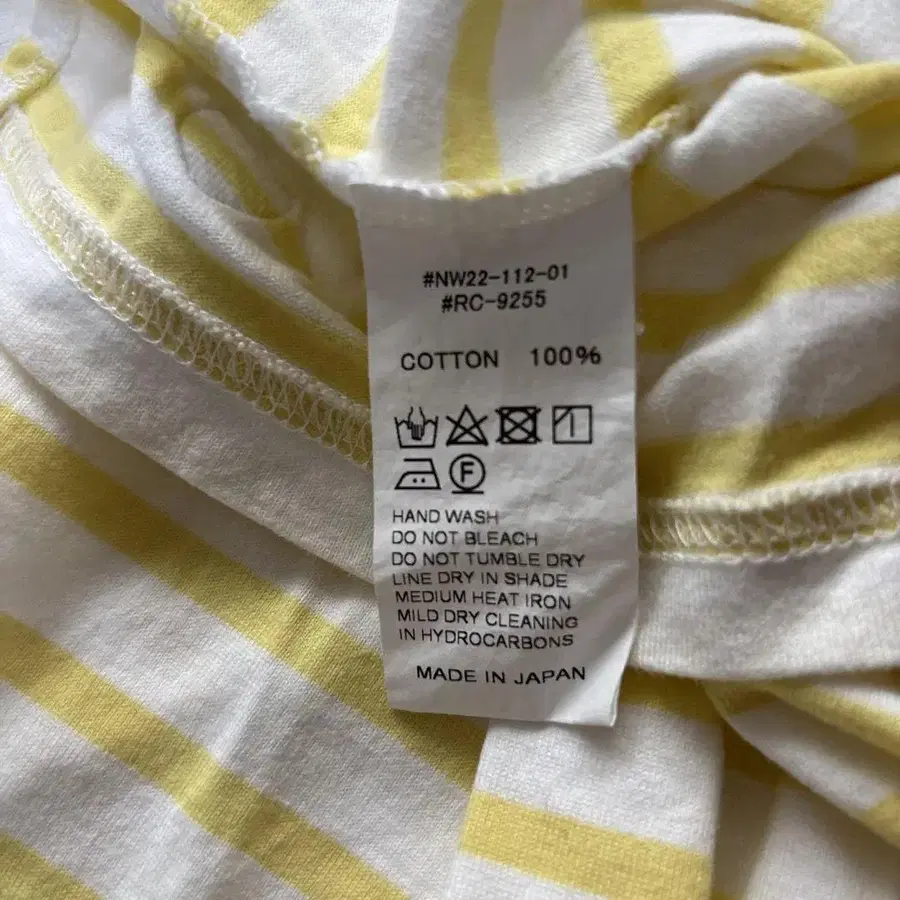 #NW22-112-01
#RC-9255
COTTON 100%
F
HAND WASH
DO NOT BLEACH
DO NOT TUMBLE DRY
LINE DRY IN SHADE
MEDIUM HEAT IRON
MILD DRY CLEANING
IN HYDROCARBONS
MADE IN JAPAN